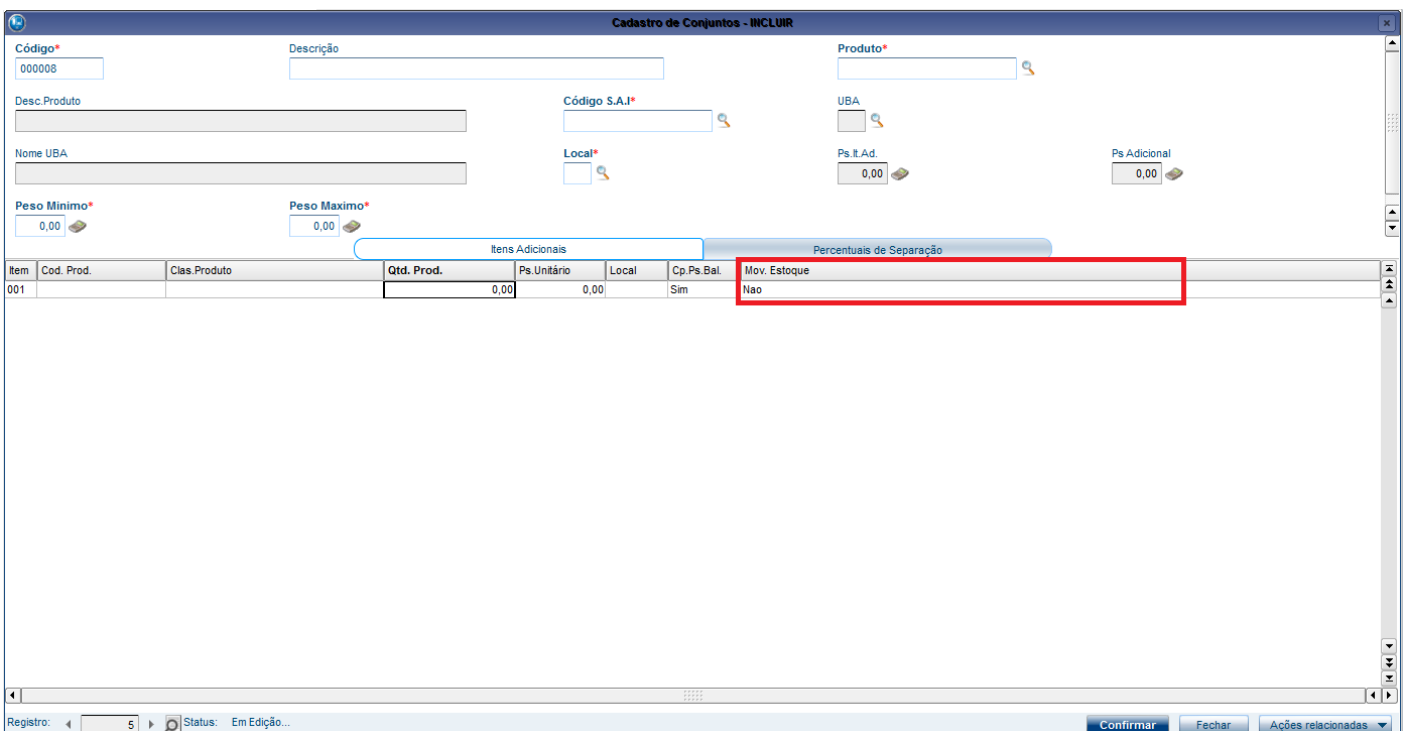 Cadastro de Conjuntos - INCLUIR
Código* Descrição Produto*
000008
Desc.Produto Código S.A.I* UBA
Nome UBA Local* Ps.It.Ad. Ps Adicional
0,00 0,00
Peso Minimo* Peso Maximo*
0,00 0,00
Itens Adicionais Percentuais de Separação
Item Cod. Prod. Clas.Produto Qtd. Prod. Ps.Unitário Local Cp.Ps.Bal. Mov. Estoque
001 0,00 0,00 Sim Nao
Registro: 5 Status: Em Edição... Confirmar Fechar Ações relacionadas